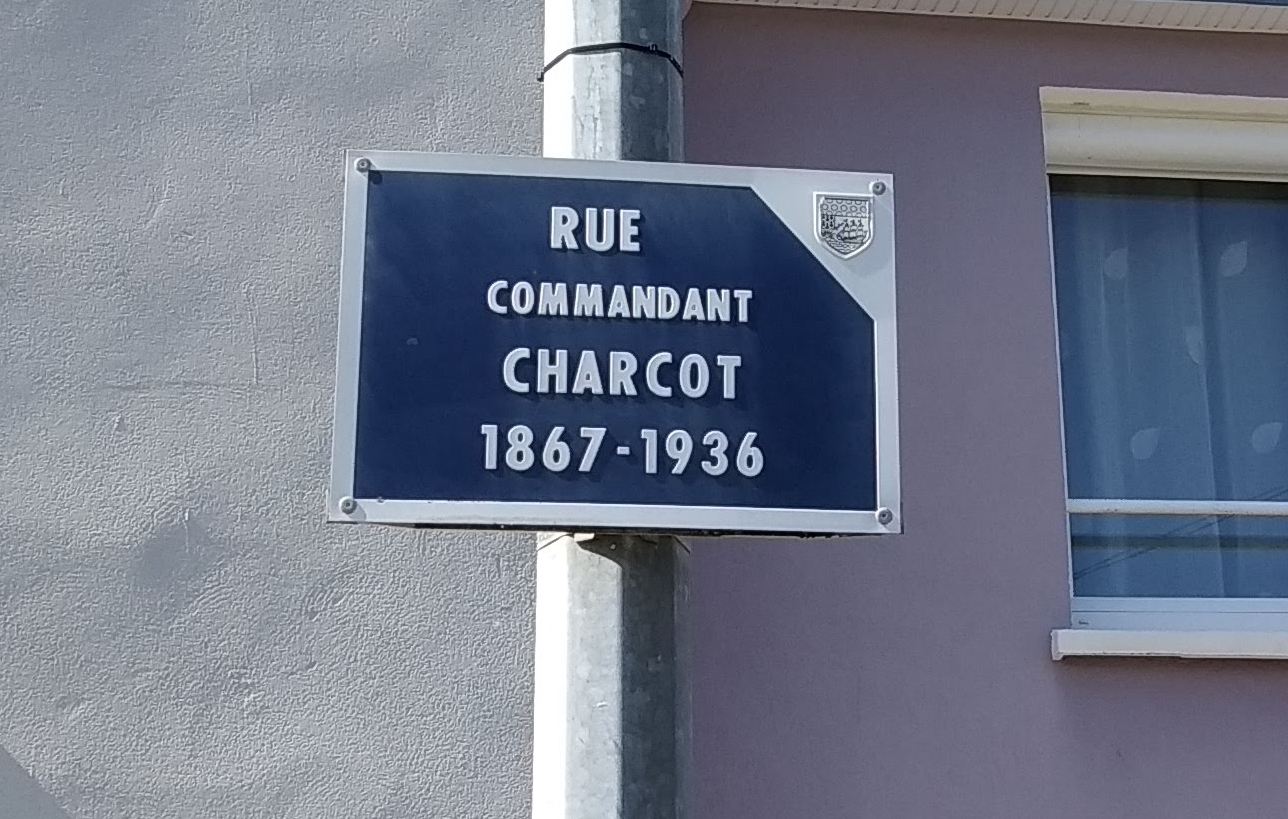 RUE
COMMANDANT
CHARCOT
1867-1936